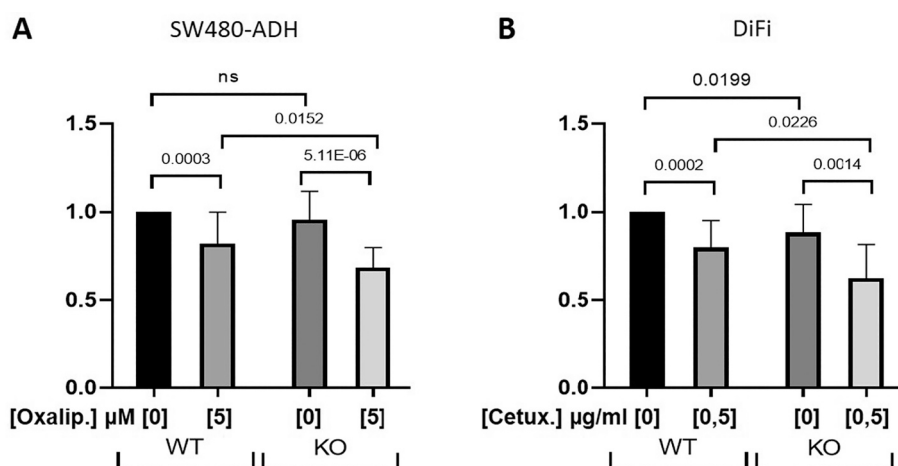 A SW480-ADH
ns
0.0152
0.0003 5.11E-06
1.5
1.0
0.5
0.0
[Oxalip.] µM [0] [5] [0] [5]
WT KO
B DiFi
0.0199
0.0226
0.0002 0.0014
1.5
1.0
0.5
0.0
[Cetux.] µg/ml [0] [0,5] [0] [0,5]
WT KO